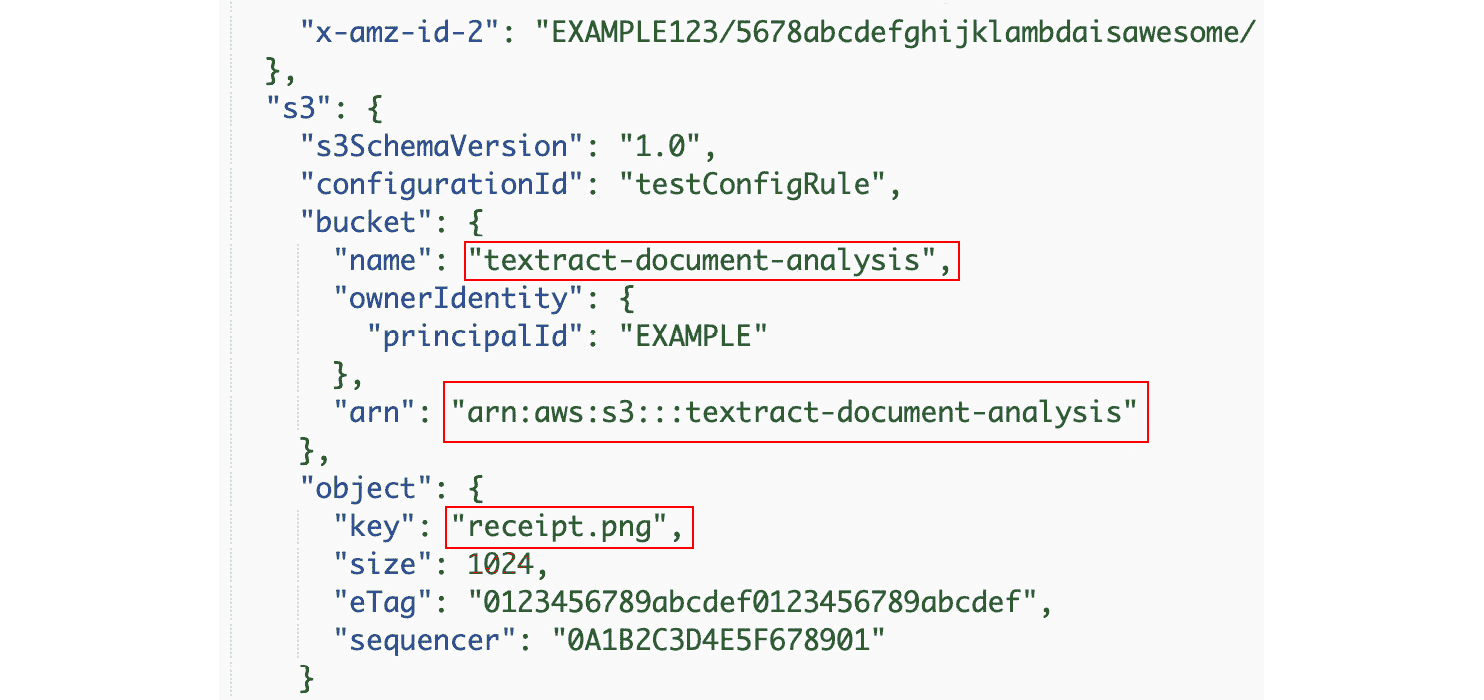 "x-amz-id-2": "EXAMPLE123/5678abcdefghijklambdaisawesome/
},
"s3": {
"s3SchemaVersion": "1.0",
"configurationId": "testConfigRule",
"bucket": {
"name": "textract-document-analysis",
"ownerIdentity": {
"principalId": "EXAMPLE"
},
"arn": "arn:aws:s3:::textract-document-analysis"
},
"object": {
"key": "receipt.png",
"size": 1024,
"eTag": "0123456789abcdef0123456789abcdef",
"sequencer": "0A1B2C3D4E5F678901"
}